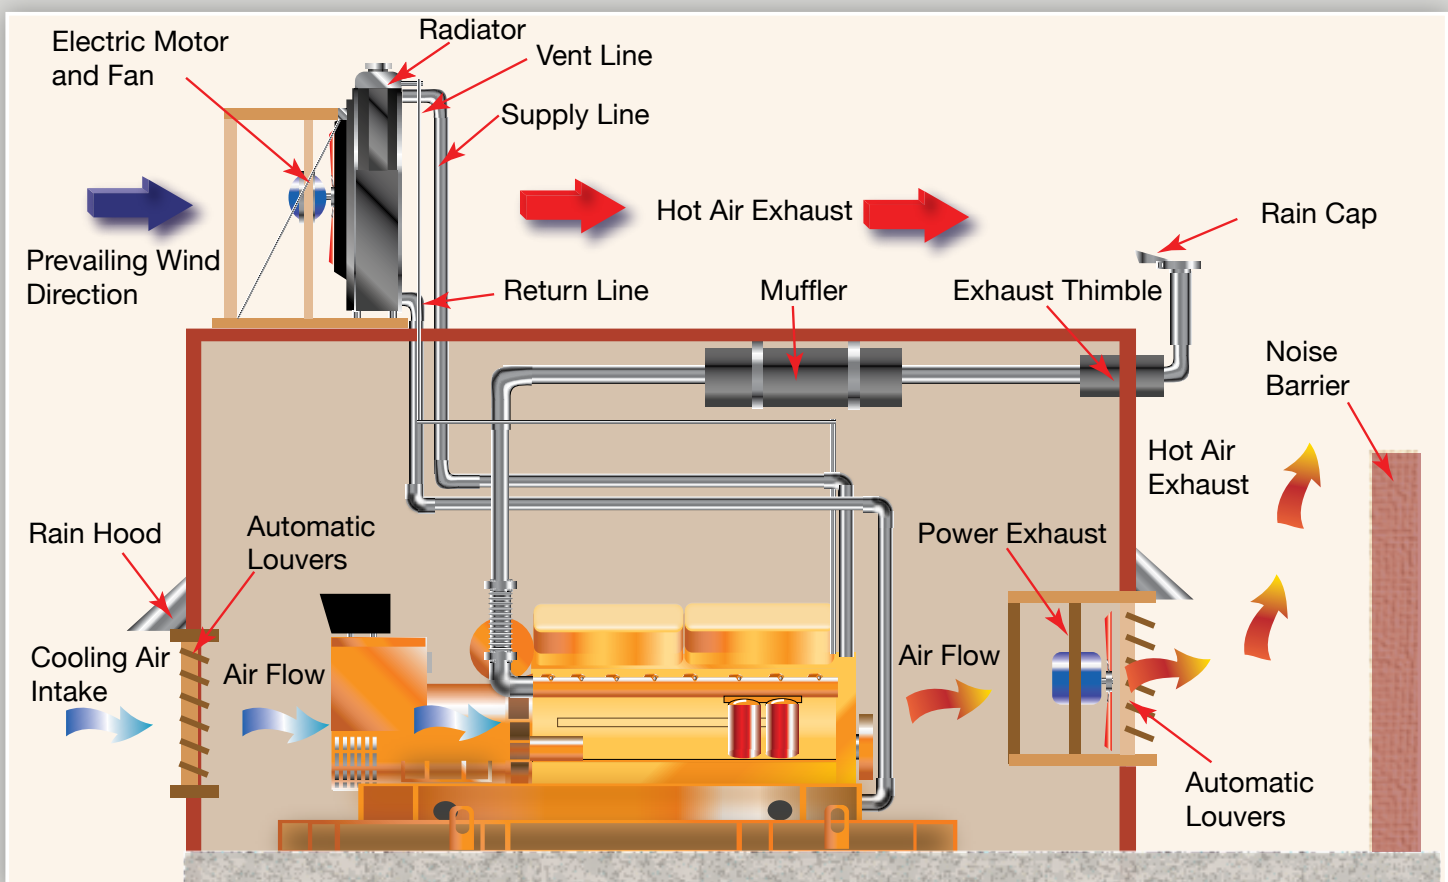 Electric Motor
and Fan
Radiator
Vent Line
Supply Line
Prevailing Wind
Direction
Hot Air Exhaust
Rain Cap
Return Line
Muffler
Exhaust Thimble
Noise
Barrier
Hot Air
Exhaust
Rain Hood
Automatic
Louvers
Power Exhaust
Cooling Air
Intake
Air Flow
Air Flow
Automatic
Louvers